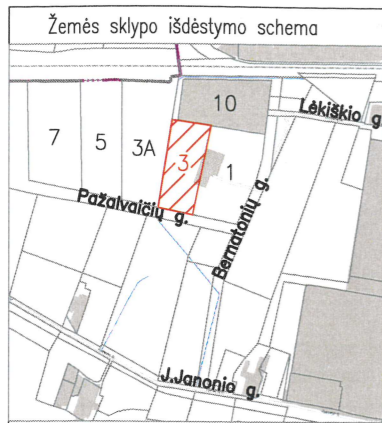 Žemės sklypo išdėstymo schema
10
Lėkiškio g.
7
5
3A
3
1
Pažalvaičių g.
Bernatonių g.
J.Janonio g.